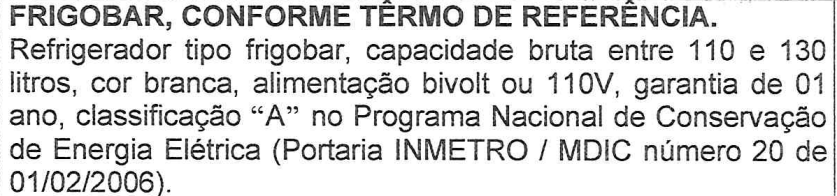 FRIGOBAR, CONFORME TÊRMO DE REFERÊNCIA.
Refrigerador tipo frigobar, capacidade bruta entre 110 e 130
litros, cor branca, alimentação bivolt ou 110V, garantia de 01
ano, classificação “A” no Programa Nacional de Conservação
de Energia Elétrica (Portaria INMETRO / MDIC número 20 de
01/02/2006).